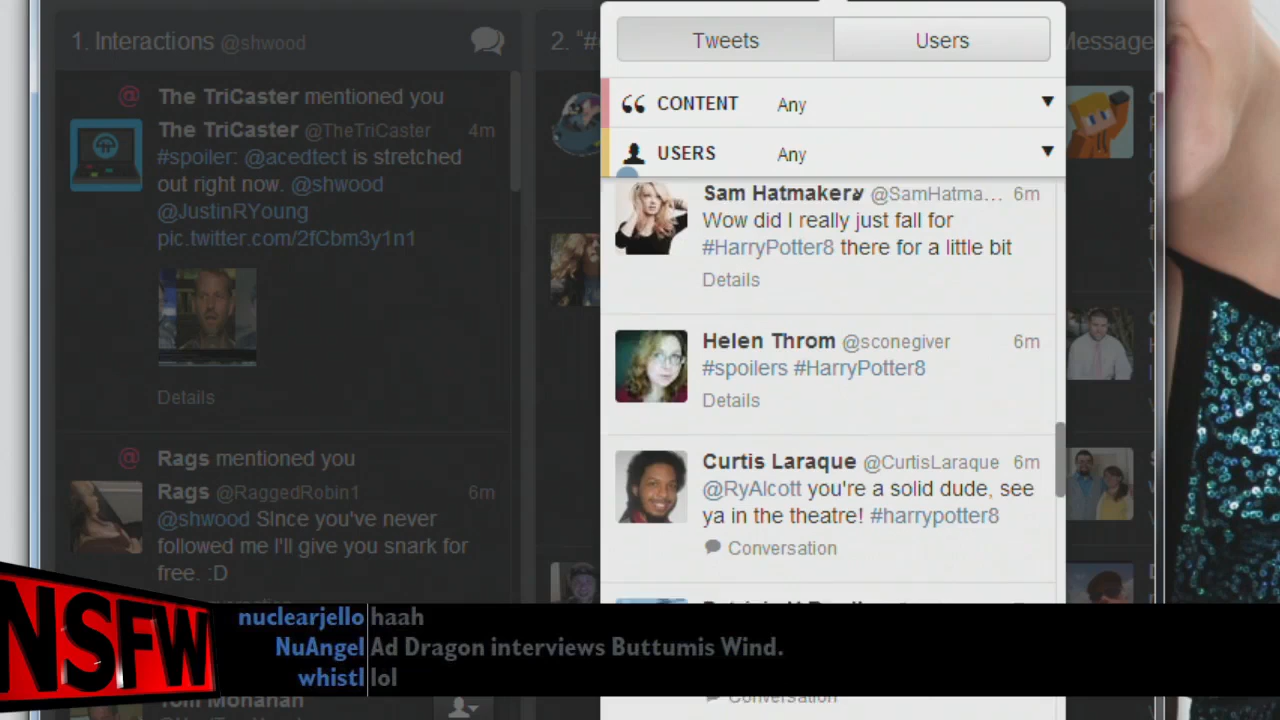 1. Interactions @shwood
2. "#
Message
@ The TriCaster mentioned you
The TriCaster @TheTriCaster 4m
#spoiler: @acedtect is stretched
out right now. @shwood
@JustinRYoung
pic.twitter.com/2fCbm3y1n1
Details
@ Rags mentioned you
Rags @RaggedRobin1 6m
@shwood SInce you've never
followed me I'll give you snark for
free. :D
Tweets Users
CONTENT Any
USERS Any
Sam Hatmakery @SamHatma... 6m
Wow did I really just fall for
#HarryPotter8 there for a little bit
Details
Helen Throm @sconegiver 6m
#spoilers #HarryPotter8
Details
Curtis Laraque @CurtisLaraque 6m
@RyAlcott you're a solid dude, see
ya in the theatre! #harrypotter8
Conversation
NSFW
nuclearjello haah
NuAngel Ad Dragon interviews Buttumis Wind.
whistl lol
Conversation